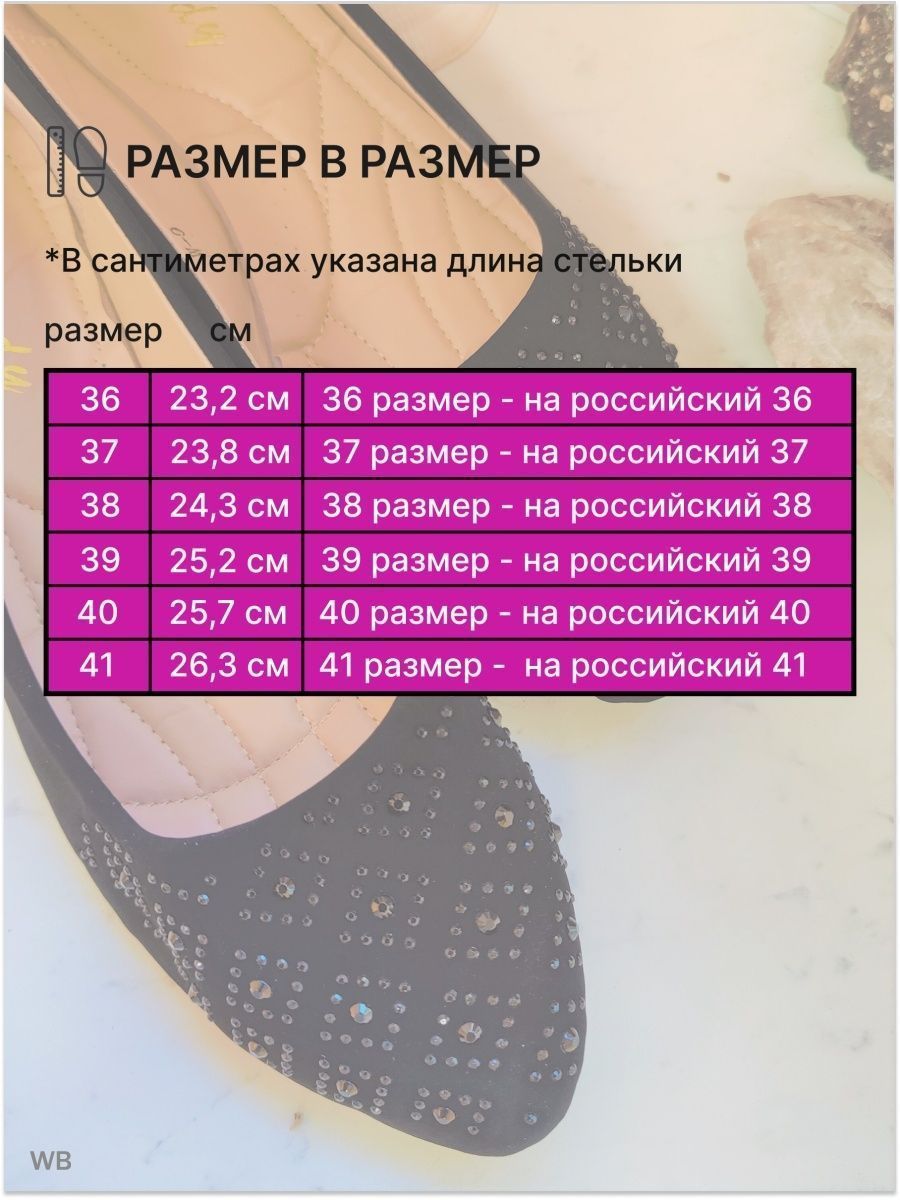 РАЗМЕР В РАЗМЕР
*В сантиметрах указана длина стельки
размер см
36 23,2 см 36 размер - на российский 36
37 23,8 см 37 размер - на российский 37
38 24,3 см 38 размер - на российский 38
39 25,2 см 39 размер - на российский 39
40 25,7 см 40 размер - на российский 40
41 26,3 см 41 размер - на российский 41
WB